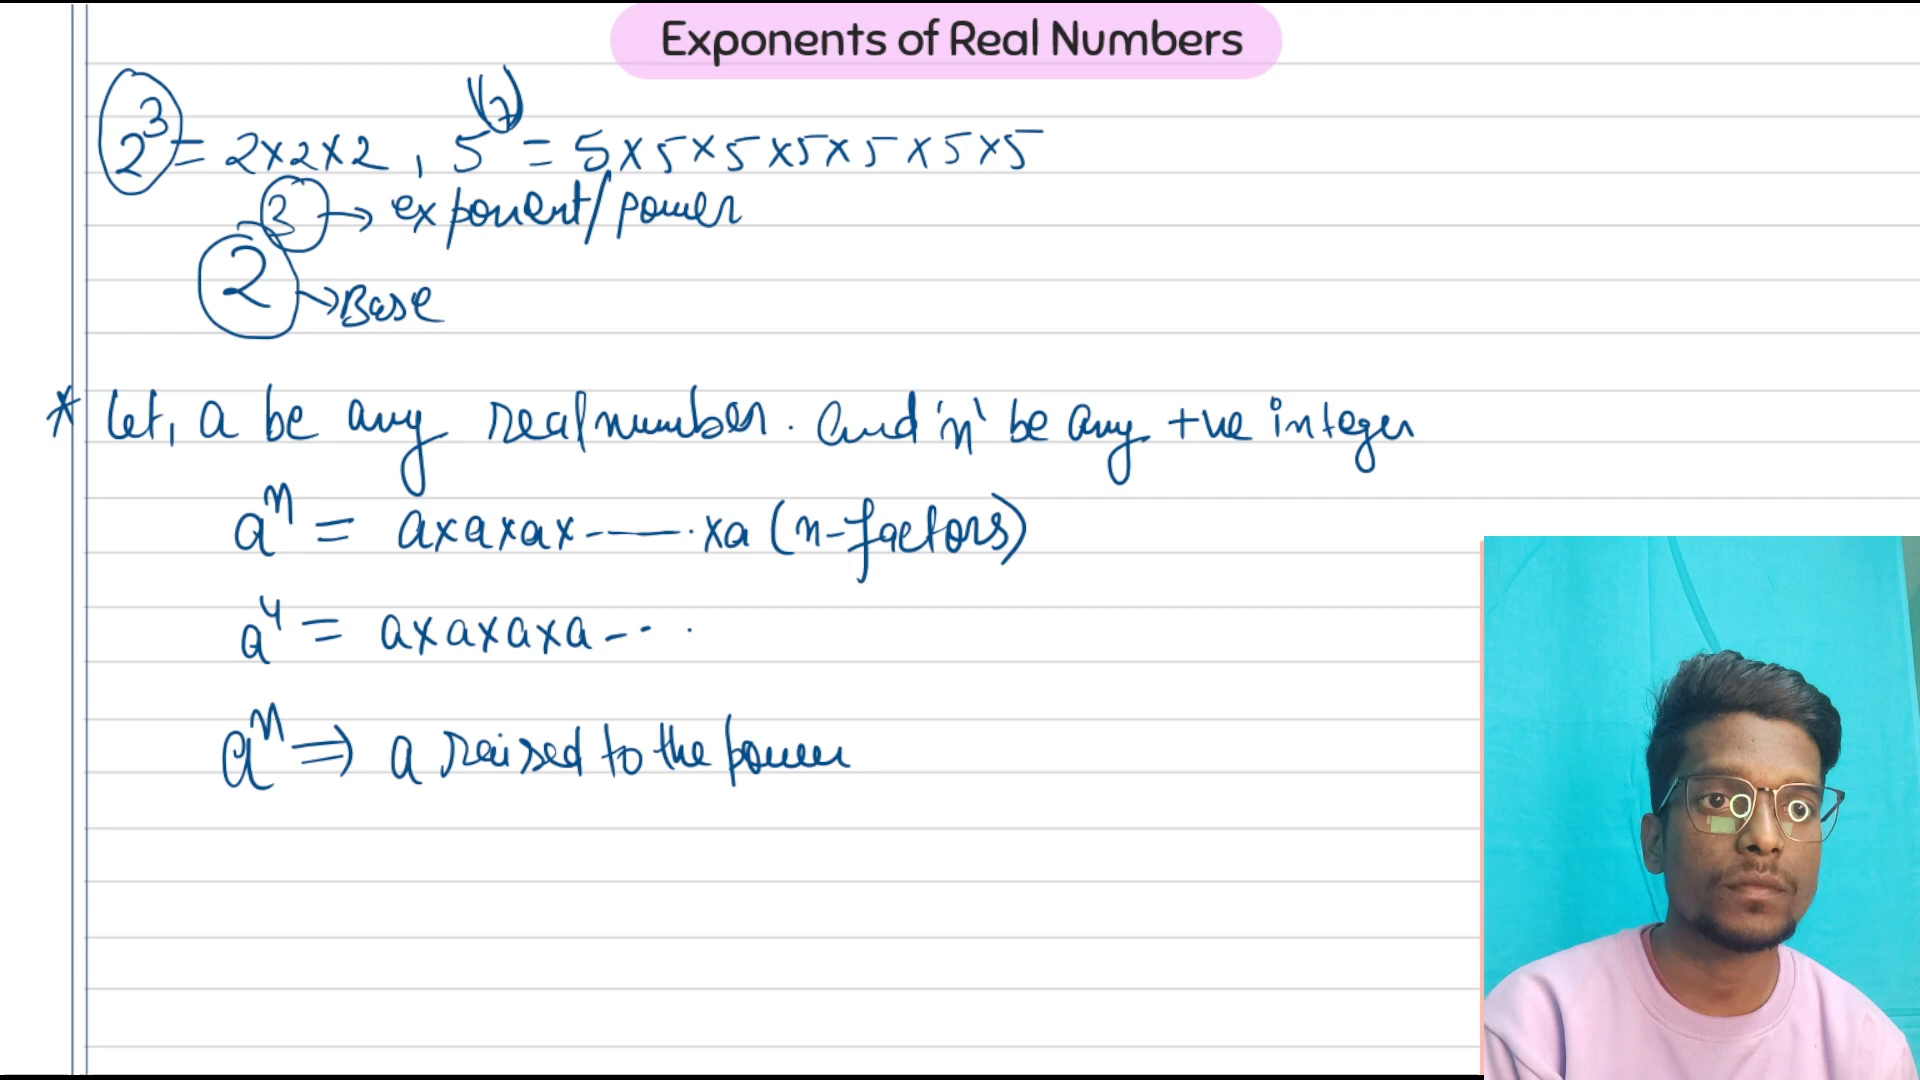 Exponents of Real Numbers
2³ = 2×2×2 , 5⁷ = 5×5×5×5×5×5×5
3 → exponent/power
2 → Base
* Let, a be any real number. And 'n' be any +ve integer
aⁿ = a×a×a×-——·×a (n-factors)
a⁴ = a×a×a×a-··
aⁿ ⇒ a raised to the power